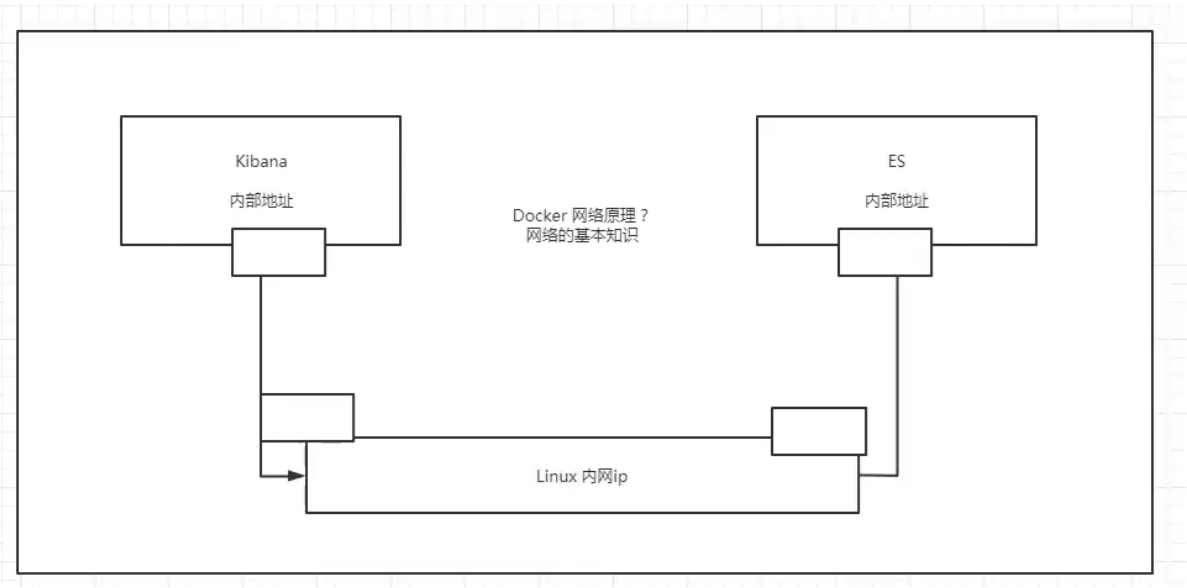 Kibana
内部地址
Docker 网络原理？
网络的基本知识
ES
内部地址
Linux 内网ip